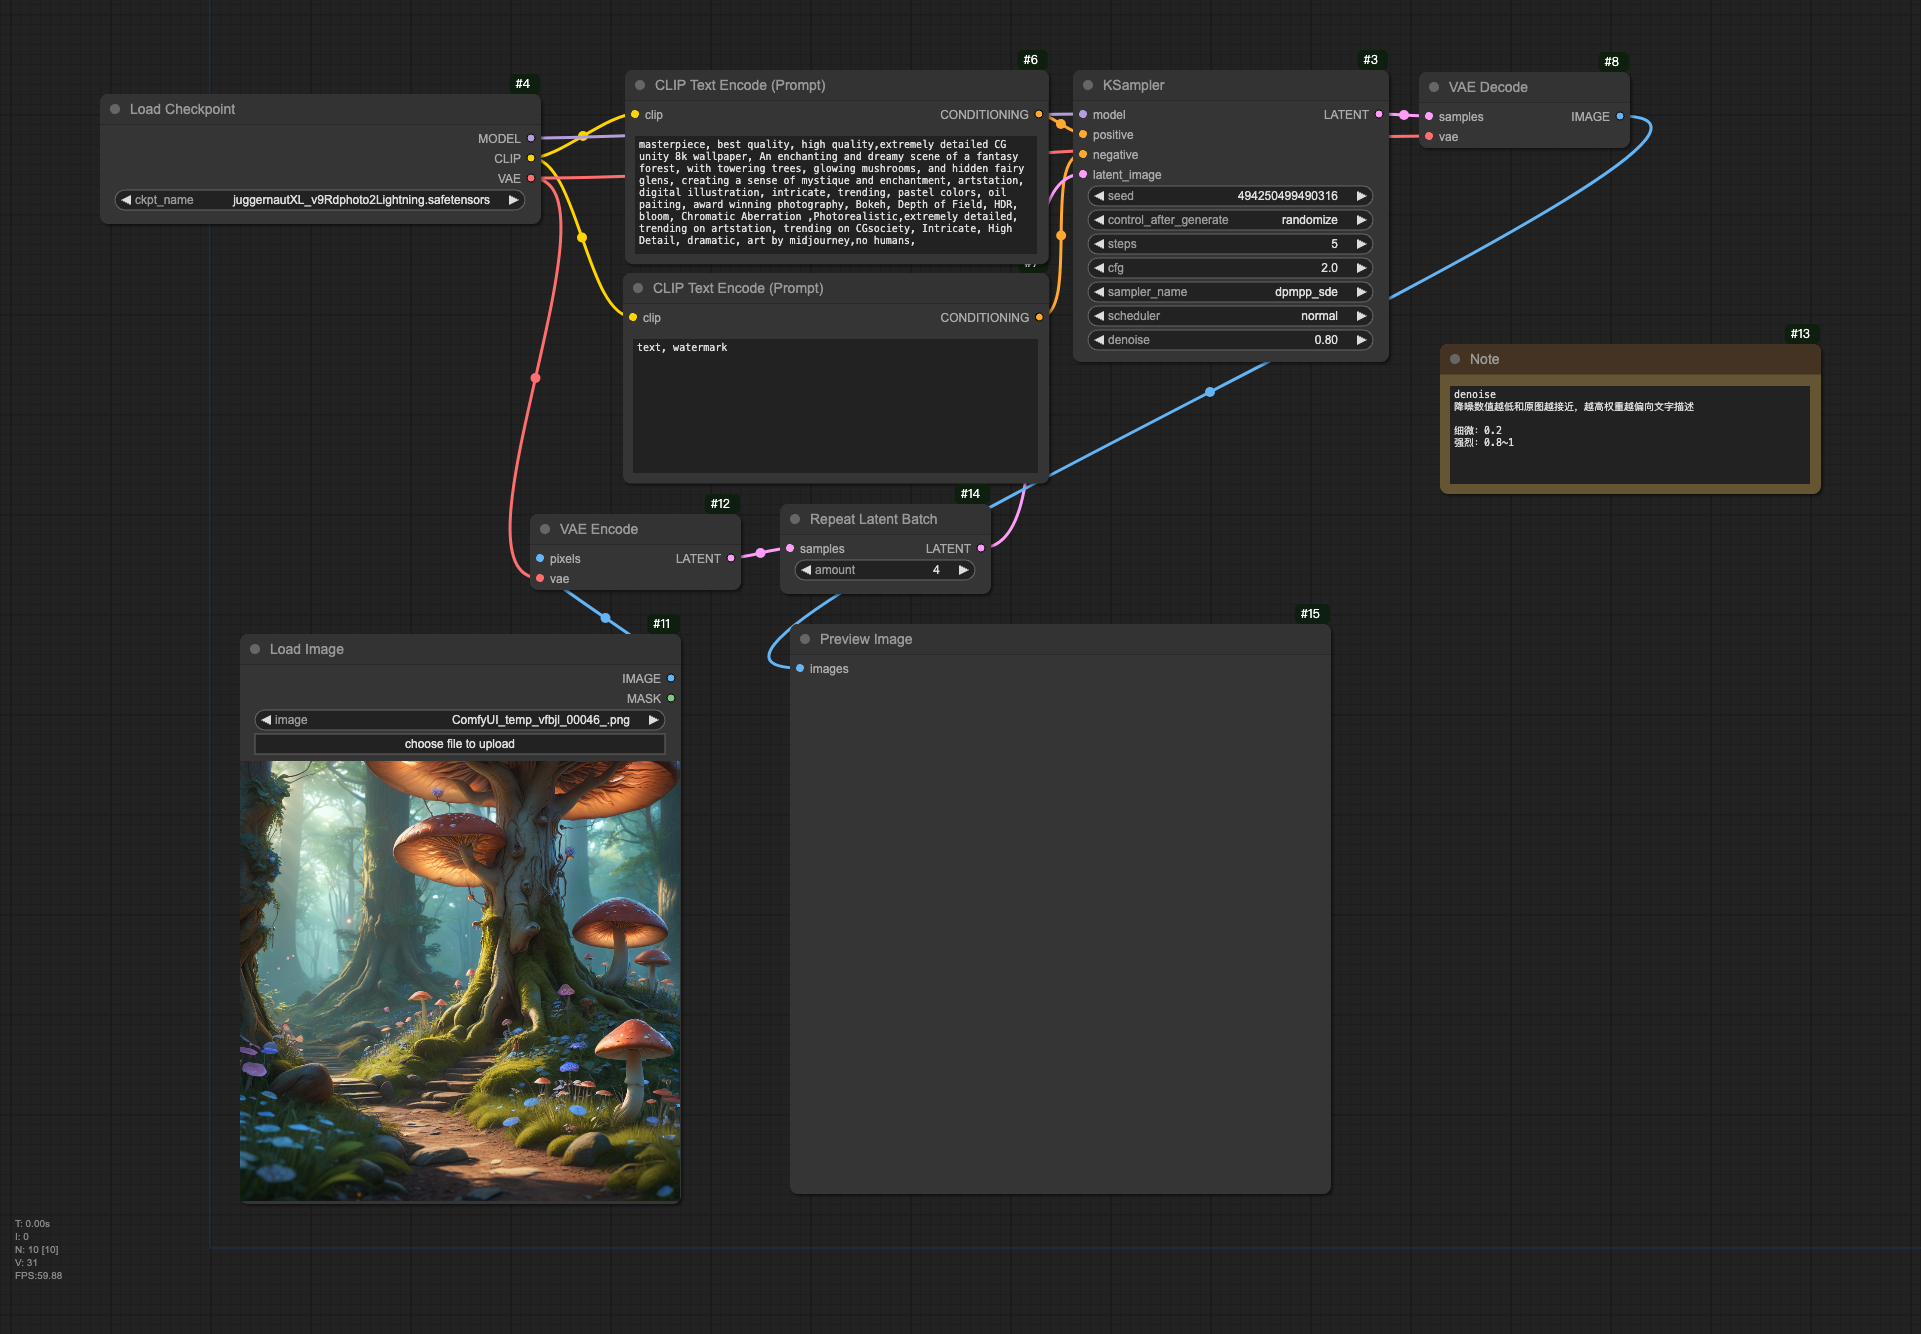 #4
Load Checkpoint
MODEL
CLIP
VAE
ckpt_name juggernautXL_v9Rdphoto2Lightning.safetensors
#6
CLIP Text Encode (Prompt)
clip CONDITIONING
masterpiece, best quality, high quality,extremely detailed CG
unity 8k wallpaper, An enchanting and dreamy scene of a fantasy
forest, with towering trees, glowing mushrooms, and hidden fairy
glens, creating a sense of mystique and enchantment, artstation,
digital illustration, intricate, trending, pastel colors, oil
paiting, award winning photography, Bokeh, Depth of Field, HDR,
bloom, Chromatic Aberration ,Photorealistic,extremely detailed,
trending on artstation, trending on CGsociety, Intricate, High
Detail, dramatic, art by midjourney,no humans,
CLIP Text Encode (Prompt)
clip CONDITIONING
text, watermark
#3
KSampler
model LATENT
positive
negative
latent_image
seed 494250499490316
control_after_generate randomize
steps 5
cfg 2.0
sampler_name dpmpp_sde
scheduler normal
denoise 0.80
#8
VAE Decode
samples IMAGE
vae
#13
Note
denoise
降噪数值越低和原图越接近，越高权重越偏向文字描述
细微：0.2
强烈：0.8~1
#12
VAE Encode
pixels LATENT
vae
#14
Repeat Latent Batch
samples LATENT
amount 4
#11
Load Image
IMAGE
MASK
image ComfyUI_temp_vfbjl_00046_.png
choose file to upload
#15
Preview Image
images
T: 0.00s
I: 0
N: 10 [10]
V: 31
FPS:59.88